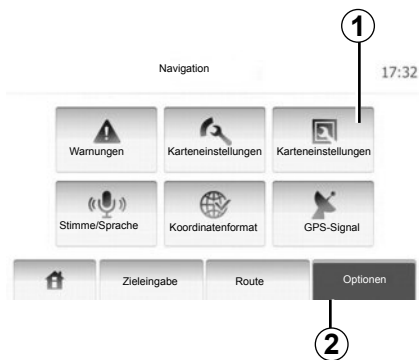 1
Navigation
17:32
Warnungen
Karteneinstellungen
Karteneinstellungen
Stimme/Sprache
Koordinatenformat
GPS-Signal
Zieleingabe
Route
Optionen
2